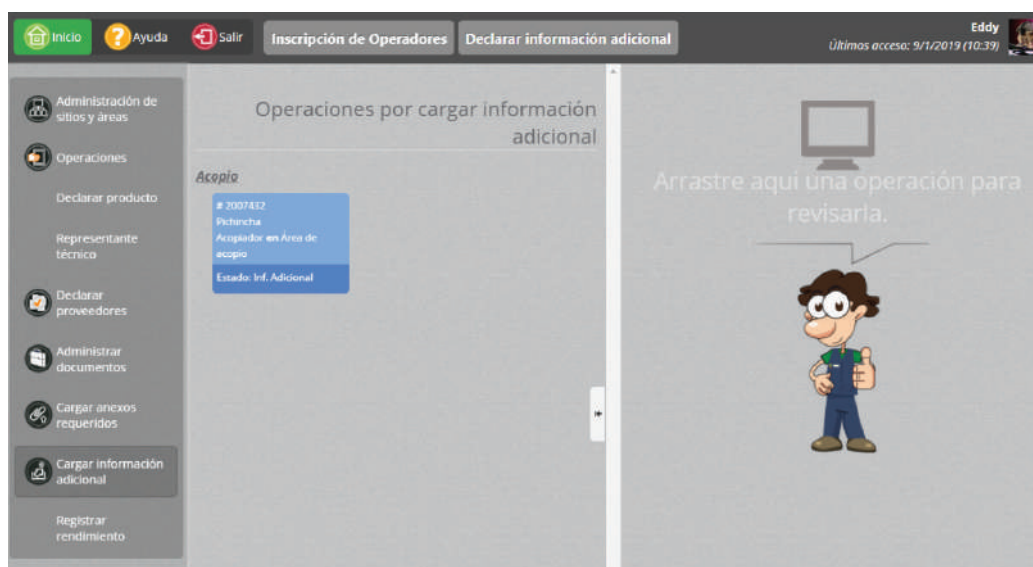 Inicio
Ayuda
Salir
Inscripción de Operadores
Declarar información adicional
Eddy
Último acceso: 9/1/2019 (10:39)
Administración de
sitios y áreas
Operaciones
Declarar producto
Representante
técnico
Declarar
proveedores
Administrar
documentos
Cargar anexos
requeridos
Cargar información
adicional
Registrar
rendimiento
Operaciones por cargar información
adicional
Acopio
# 2007432
Pichincha
Acopiador en Área de
acopio
Estado: Inf. Adicional
Arrastre aquí una operación para
revisarla.